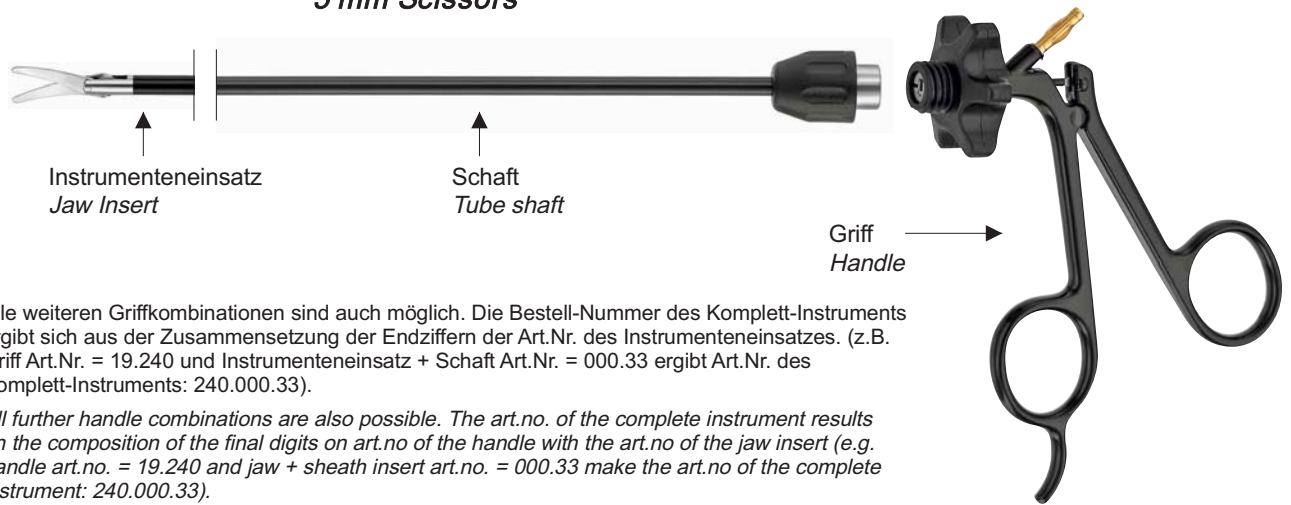 5 mm Scissors
Instrumenteneinsatz
Jaw Insert
Schaft
Tube shaft
Griff
Handle
lle weiteren Griffkombinationen sind auch möglich. Die Bestell-Nummer des Komplett-Instruments
rgibt sich aus der Zusammensetzung der Endziffern der Art.Nr. des Instrumenteneinsatzes. (z.B.
riff Art.Nr. = 19.240 und Instrumenteneinsatz + Schaft Art.Nr. = 000.33 ergibt Art.Nr. des
omplett-Instruments: 240.000.33).
ll further handle combinations are also possible. The art.no. of the complete instrument results
n the composition of the final digits on art.no of the handle with the art.no of the jaw insert (e.g.
andle art.no. = 19.240 and jaw + sheath insert art.no. = 000.33 make the art.no of the complete
nstrument: 240.000.33).